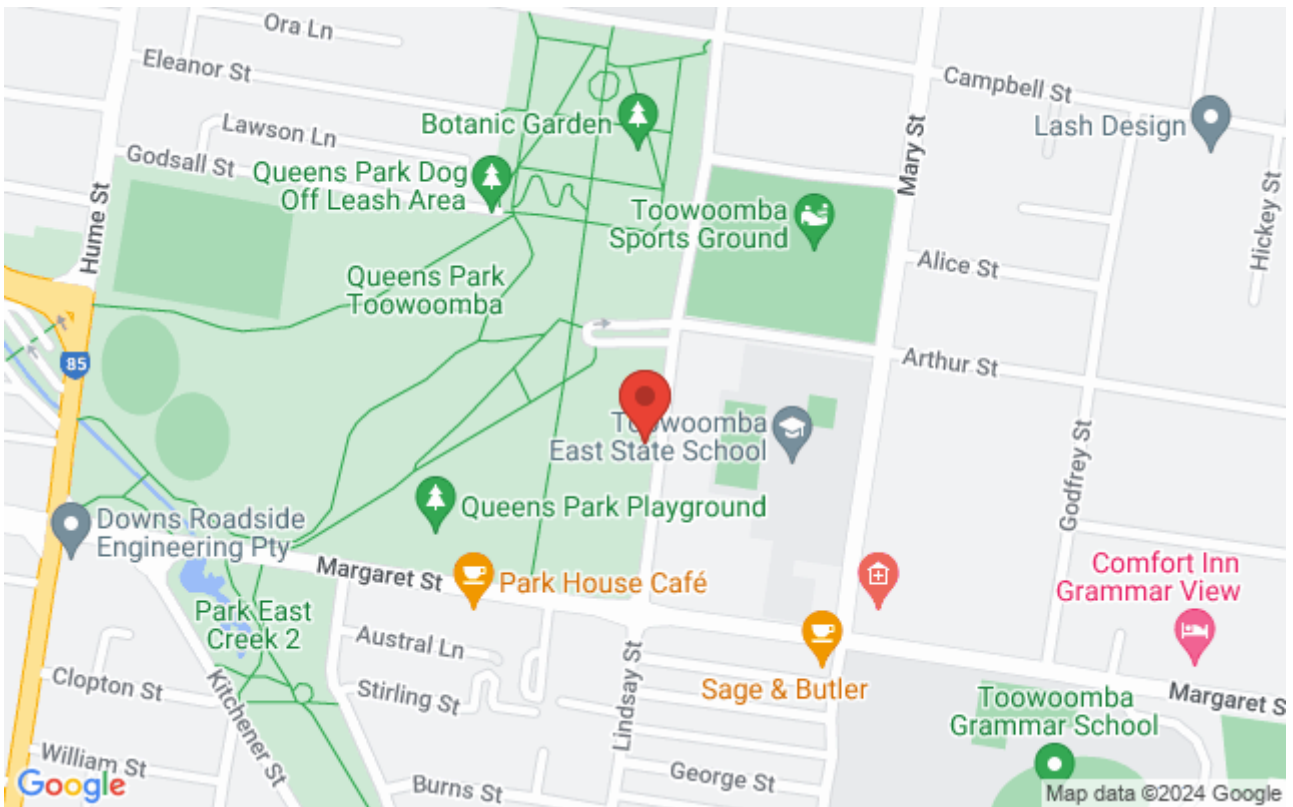 Ora Ln
Eleanor St
Campbell St
Lawson Ln
Botanic Garden
Lash Design
Godsall St
Queens Park Dog
Off Leash Area
Mary St
Hume St
Toowoomba
Sports Ground
Hickey St
Alice St
Queens Park
Toowoomba
85
Arthur St
Toowoomba
East State School
Godfrey St
Queens Park Playground
Downs Roadside
Engineering Pty
Margaret St
Park House Café
Comfort Inn
Grammar View
Park East
Creek 2
Austral Ln
Lindsay St
Sage & Butler
Clopton St
Stirling St
Kitchener St
Margaret S
Toowoomba
Grammar School
William St
Burns St
George St
Google
Map data ©2024 Google